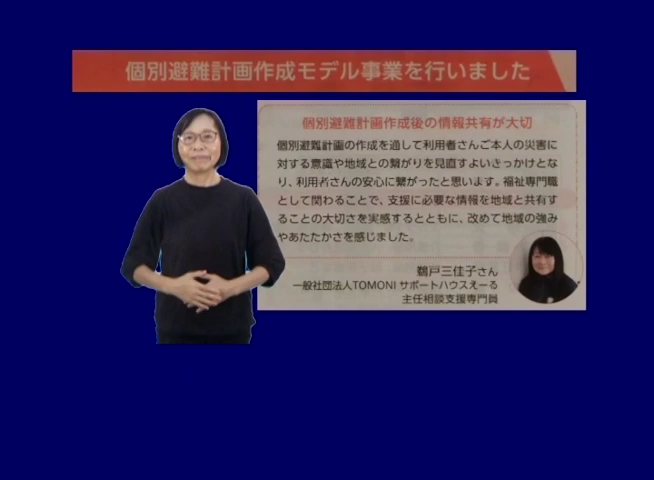 個別避難計画作成モデル事業を行いました
個別避難計画作成後の情報共有が大切
個別避難計画の作成を通して利用者さんご本人の災害に
対する意識や地域との繋がりを見直すよいきっかけとな
り、利用者さんの安心に繋がったと思います。福祉専門職
として関わることで、支援に必要な情報を地域と共有す
ることの大切さを実感するとともに、改めて地域の強み
やあたたかさを感じました。
鵜戸三佳子さん
一般社団法人TOMONI サポートハウスえーる
主任相談支援専門員